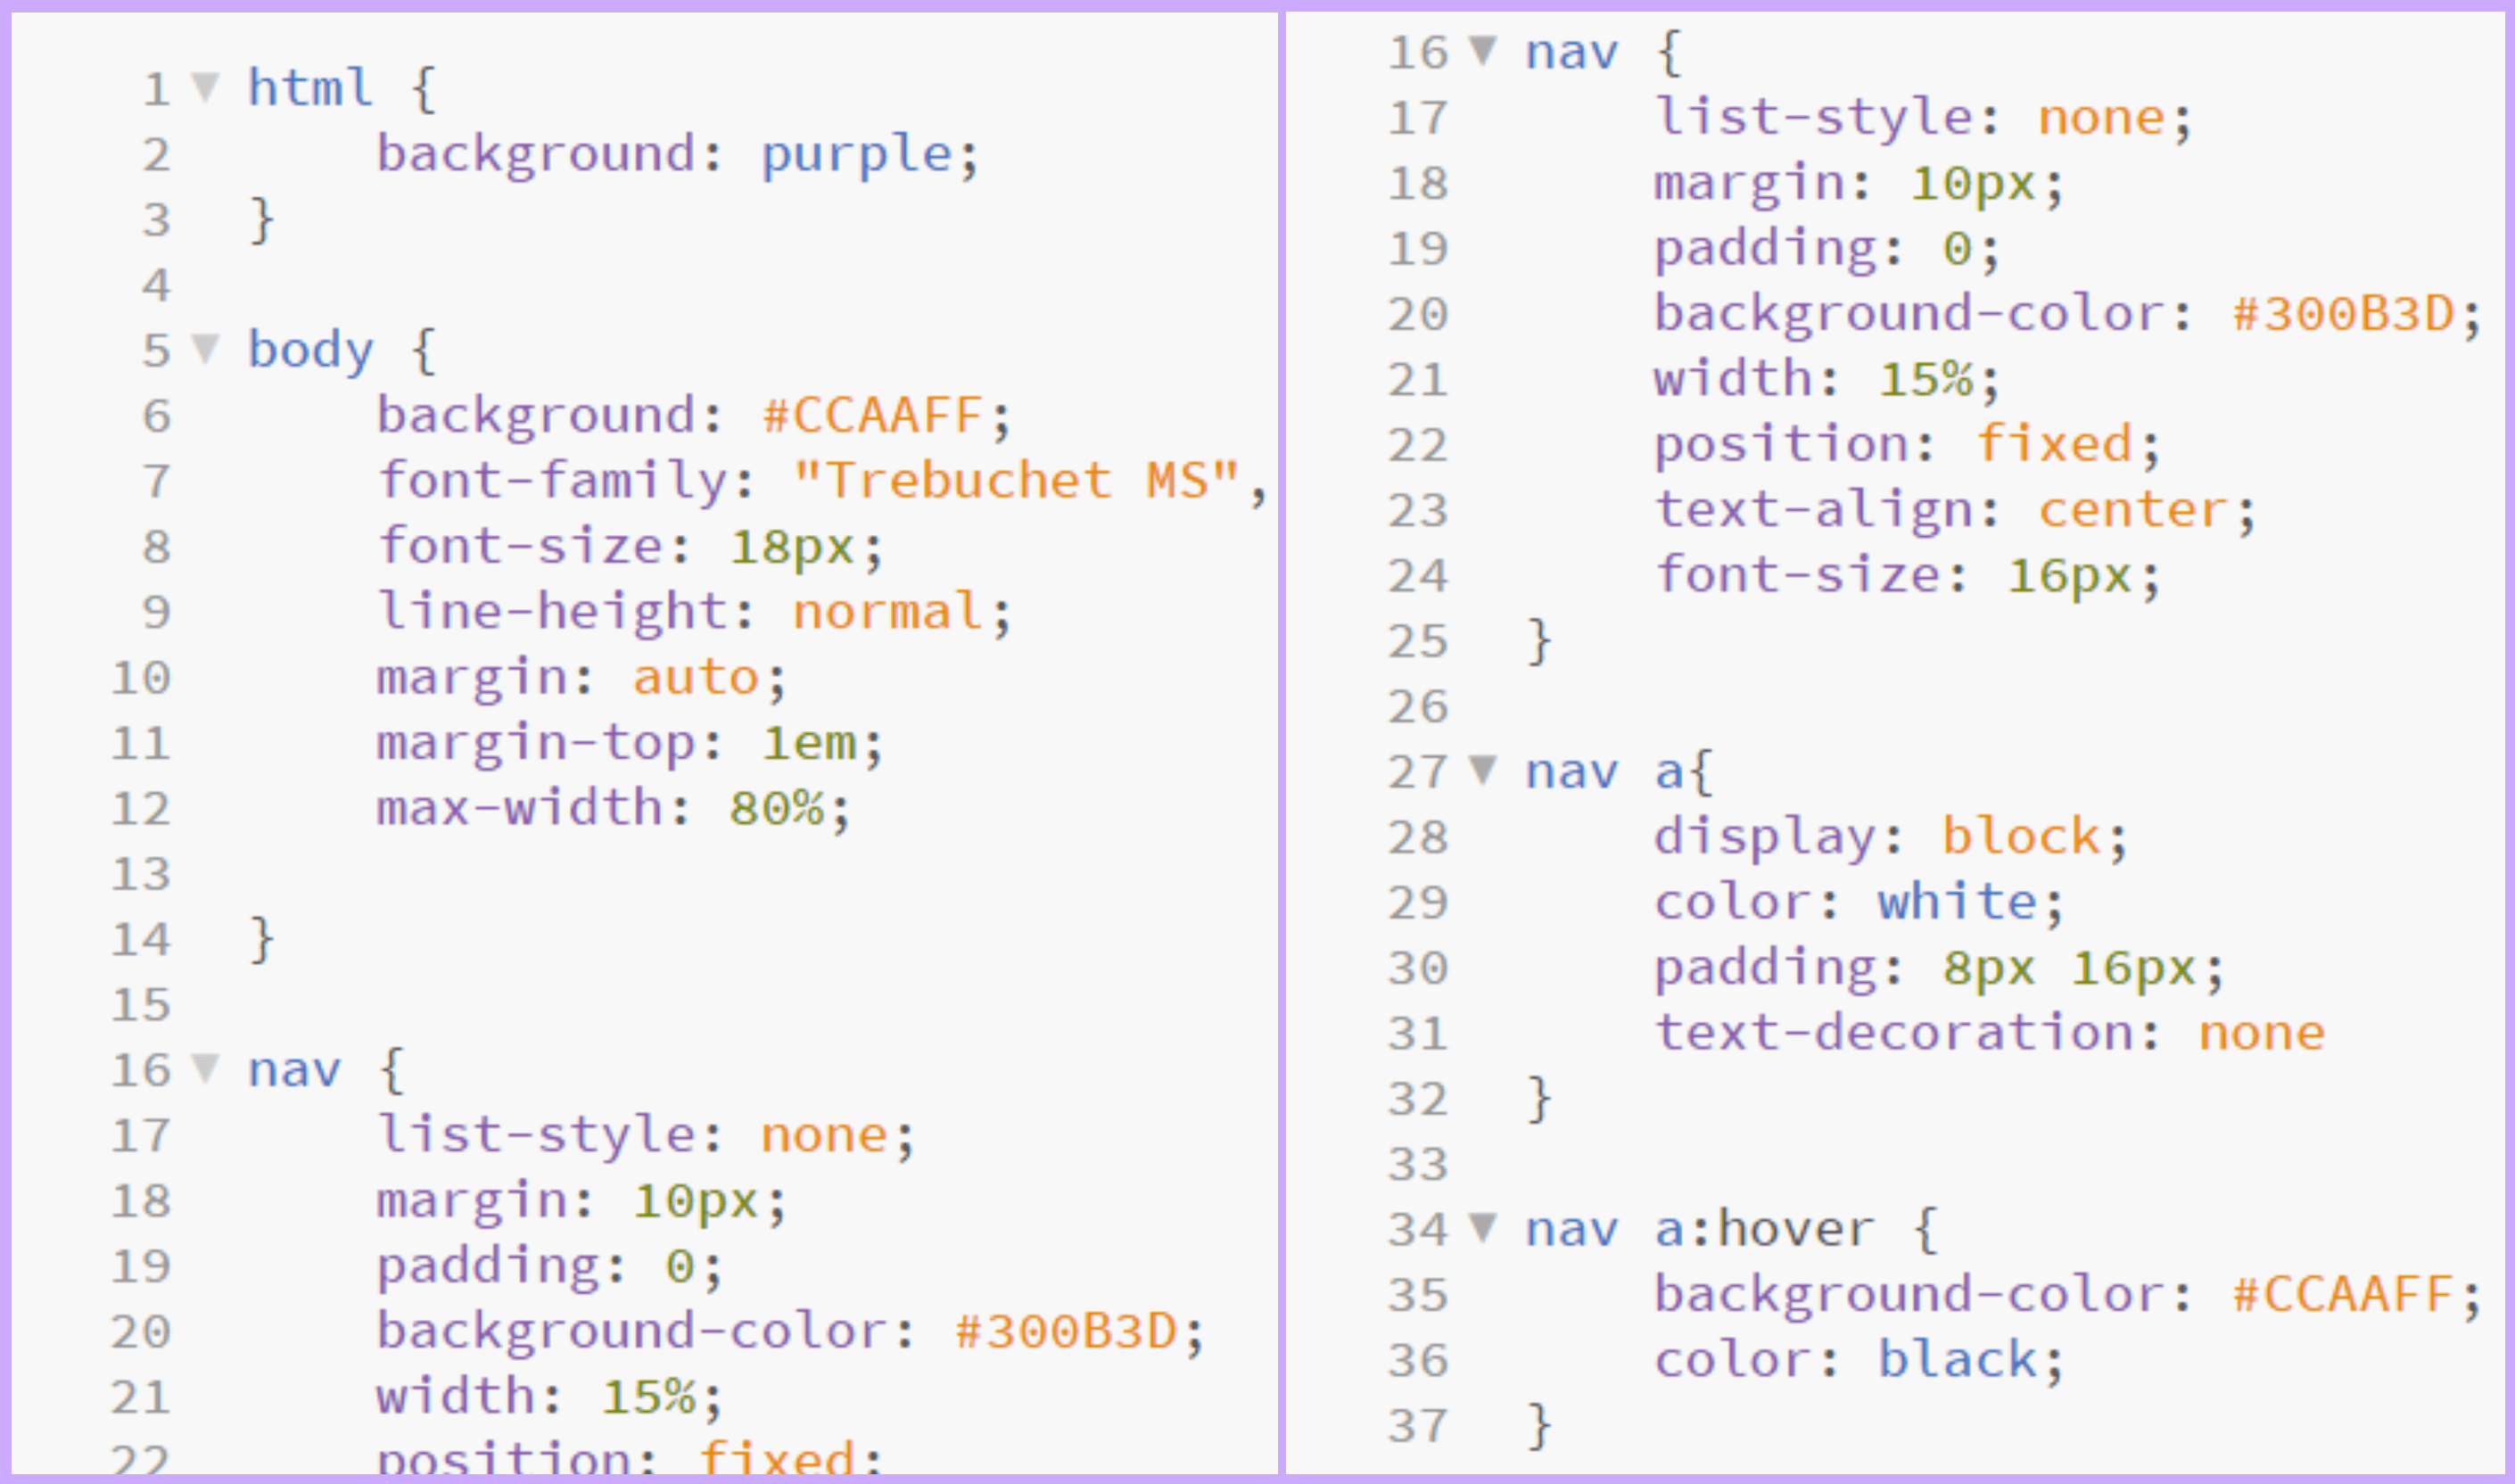 1 ▼ html {
2 background: purple;
3 }
4
5 ▼ body {
6 background: #CCAAFF;
7 font-family: "Trebuchet MS",
8 font-size: 18px;
9 line-height: normal;
10 margin: auto;
11 margin-top: 1em;
12 max-width: 80%;
13
14 }
15
16 ▼ nav {
17 list-style: none;
18 margin: 10px;
19 padding: 0;
20 background-color: #300B3D;
21 width: 15%;
22 position: fixed;
16 ▼ nav {
17 list-style: none;
18 margin: 10px;
19 padding: 0;
20 background-color: #300B3D;
21 width: 15%;
22 position: fixed;
23 text-align: center;
24 font-size: 16px;
25 }
26
27 ▼ nav a{
28 display: block;
29 color: white;
30 padding: 8px 16px;
31 text-decoration: none
32 }
33
34 ▼ nav a:hover {
35 background-color: #CCAAFF;
36 color: black;
37 }